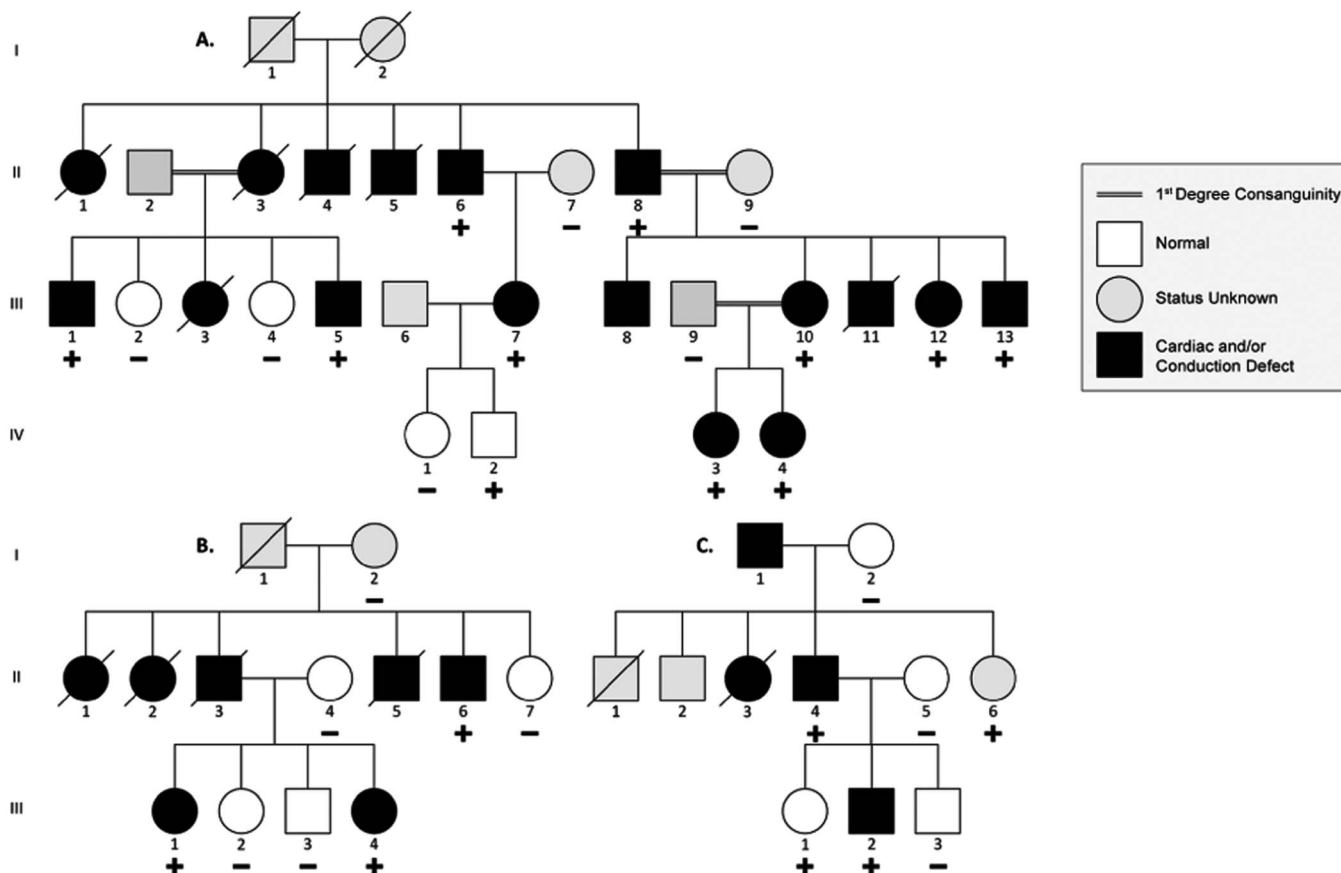 A.
I
1 2
II
1 2 3 4 5 6 7 8 9
+ − + −
III
1 2 3 4 5 6 7 8 9 10 11 12 13
+ − − + + − + + +
IV
1 2 3 4
− + + +
1st Degree Consanguinity
Normal
Status Unknown
Cardiac and/or
Conduction Defect
B.
I
1 2
−
II
1 2 3 4 5 6 7
− + −
III
1 2 3 4
+ − − +
C.
1 2
−
1 2 3 4 5 6
+ − +
1 2 3
+ + −